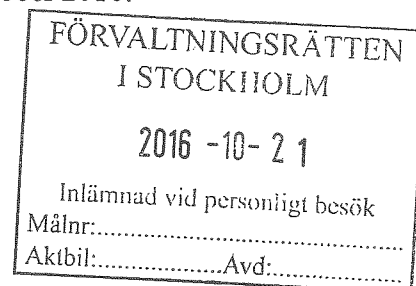 FÖRVALTNINGSRÄTTEN
I STOCKHOLM
2016 -10- 21
Inlämnad vid personligt besök
Målnr:..............................................
Aktbil:...................Avd:....................